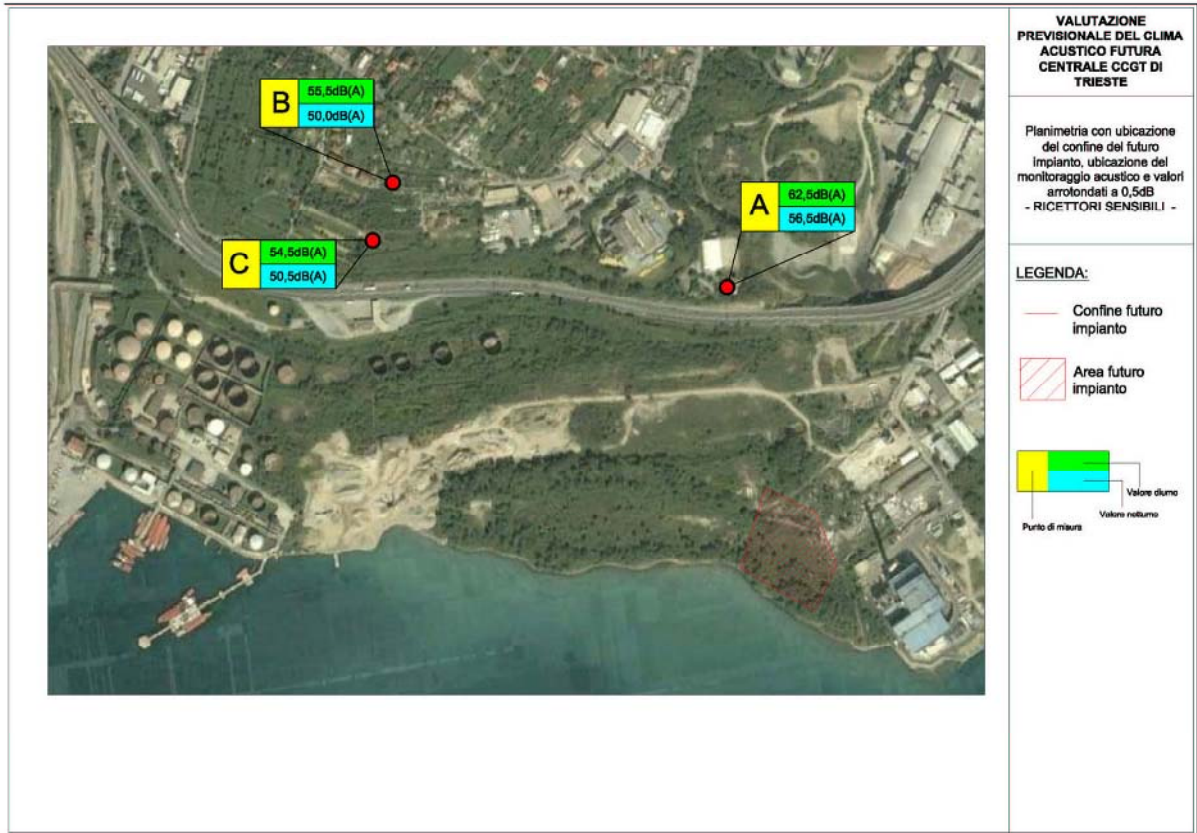 VALUTAZIONE
PREVISIONALE DEL CLIMA
ACUSTICO FUTURA
CENTRALE CCGT DI
TRIESTE
Planimetria con ubicazione
del confine del futuro
impianto, ubicazione del
monitoraggio acustico e valori
arrotondati a 0,5dB
- RICETTORI SENSIBILI -
LEGENDA:
Confine futuro
impianto
Area futuro
impianto
Valore diurno
Valore notturno
Punto di misura
B
55,5dB(A)
50,0dB(A)
A
62,5dB(A)
56,5dB(A)
C
54,5dB(A)
50,5dB(A)